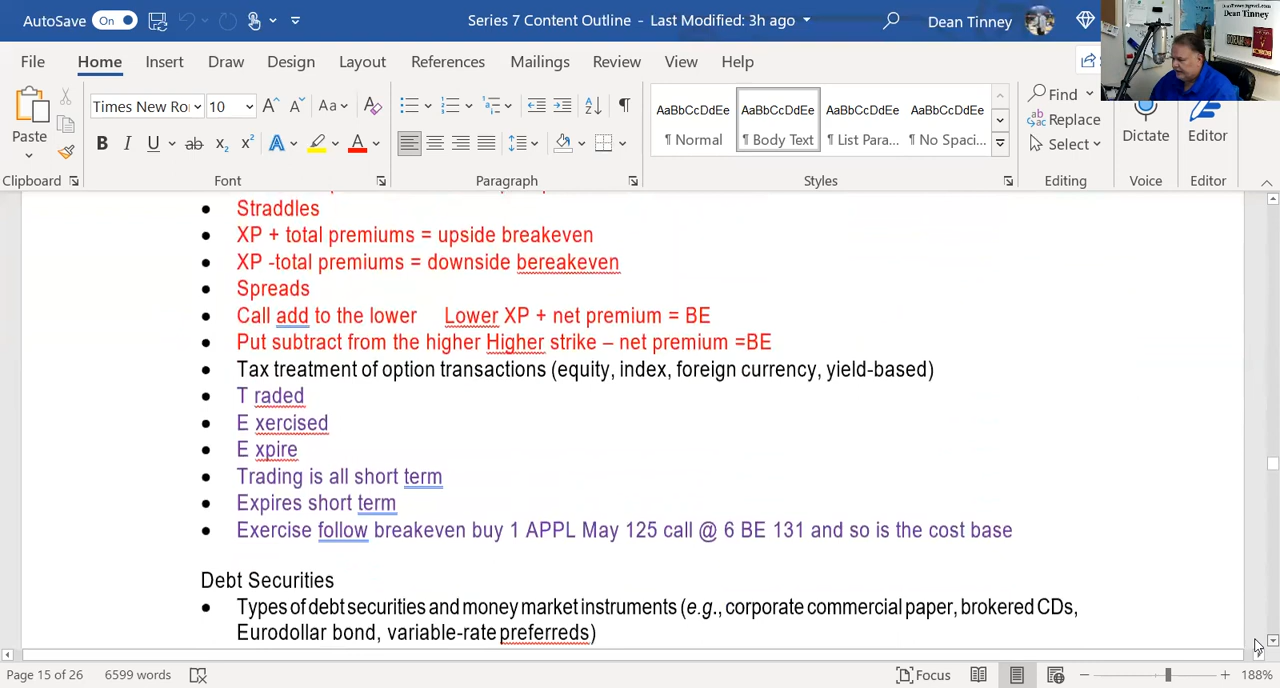 AutoSave On
Series 7 Content Outline - Last Modified: 3h ago
Dean Tinney
Dean Tinney
File Home Insert Draw Design Layout References Mailings Review View Help
Paste
Times New Ro 10
Aa
AaBbCcDdEe AaBbCcDdEe AaBbCcDdEe AaBbCcDdEe
¶ Normal ¶ Body Text ¶ List Para... ¶ No Spaci...
Find
Replace
Select
Dictate
Editor
Clipboard Font Paragraph Styles Editing Voice Editor
• Straddles
• XP + total premiums = upside breakeven
• XP -total premiums = downside bereakeven
• Spreads
• Call add to the lower Lower XP + net premium = BE
• Put subtract from the higher Higher strike – net premium =BE
• Tax treatment of option transactions (equity, index, foreign currency, yield-based)
• T raded
• E xercised
• E xpire
• Trading is all short term
• Expires short term
• Exercise follow breakeven buy 1 APPL May 125 call @ 6 BE 131 and so is the cost base
Debt Securities
• Types of debt securities and money market instruments (e.g., corporate commercial paper, brokered CDs,
Eurodollar bond, variable-rate preferreds)
Page 15 of 26 6599 words Focus 188%